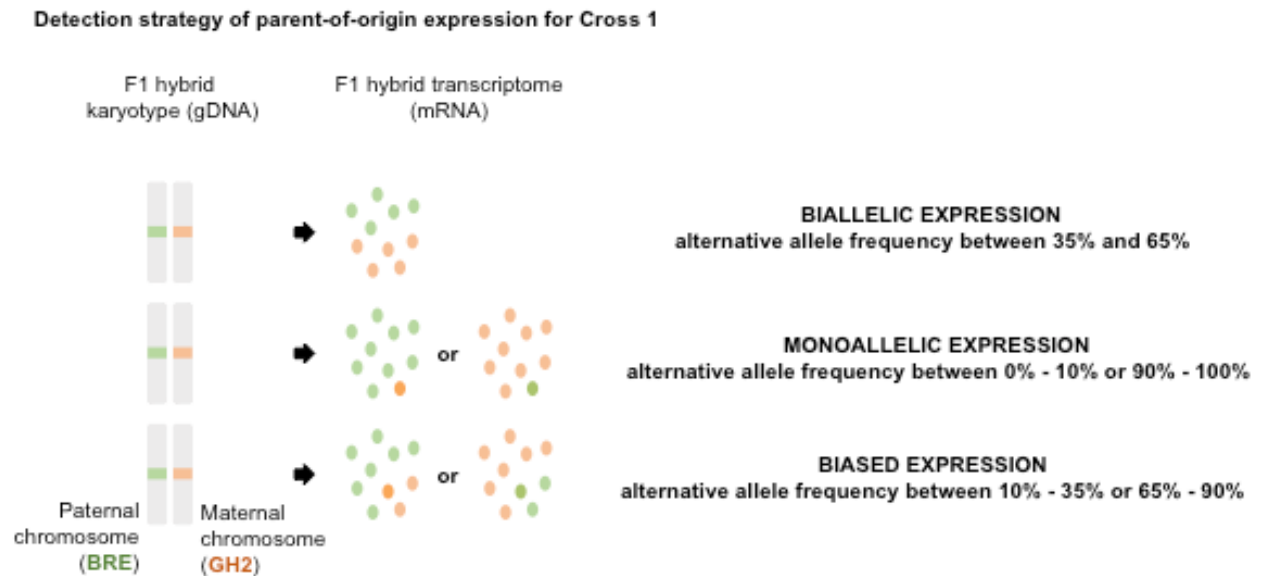 Detection strategy of parent-of-origin expression for Cross 1
F1 hybrid
karyotype (gDNA)
F1 hybrid transcriptome
(mRNA)
BIALLELIC EXPRESSION
alternative allele frequency between 35% and 65%
or
MONOALLELIC EXPRESSION
alternative allele frequency between 0% - 10% or 90% - 100%
or
BIASED EXPRESSION
alternative allele frequency between 10% - 35% or 65% - 90%
Paternal
chromosome
(BRE)
Maternal
chromosome
(GH2)